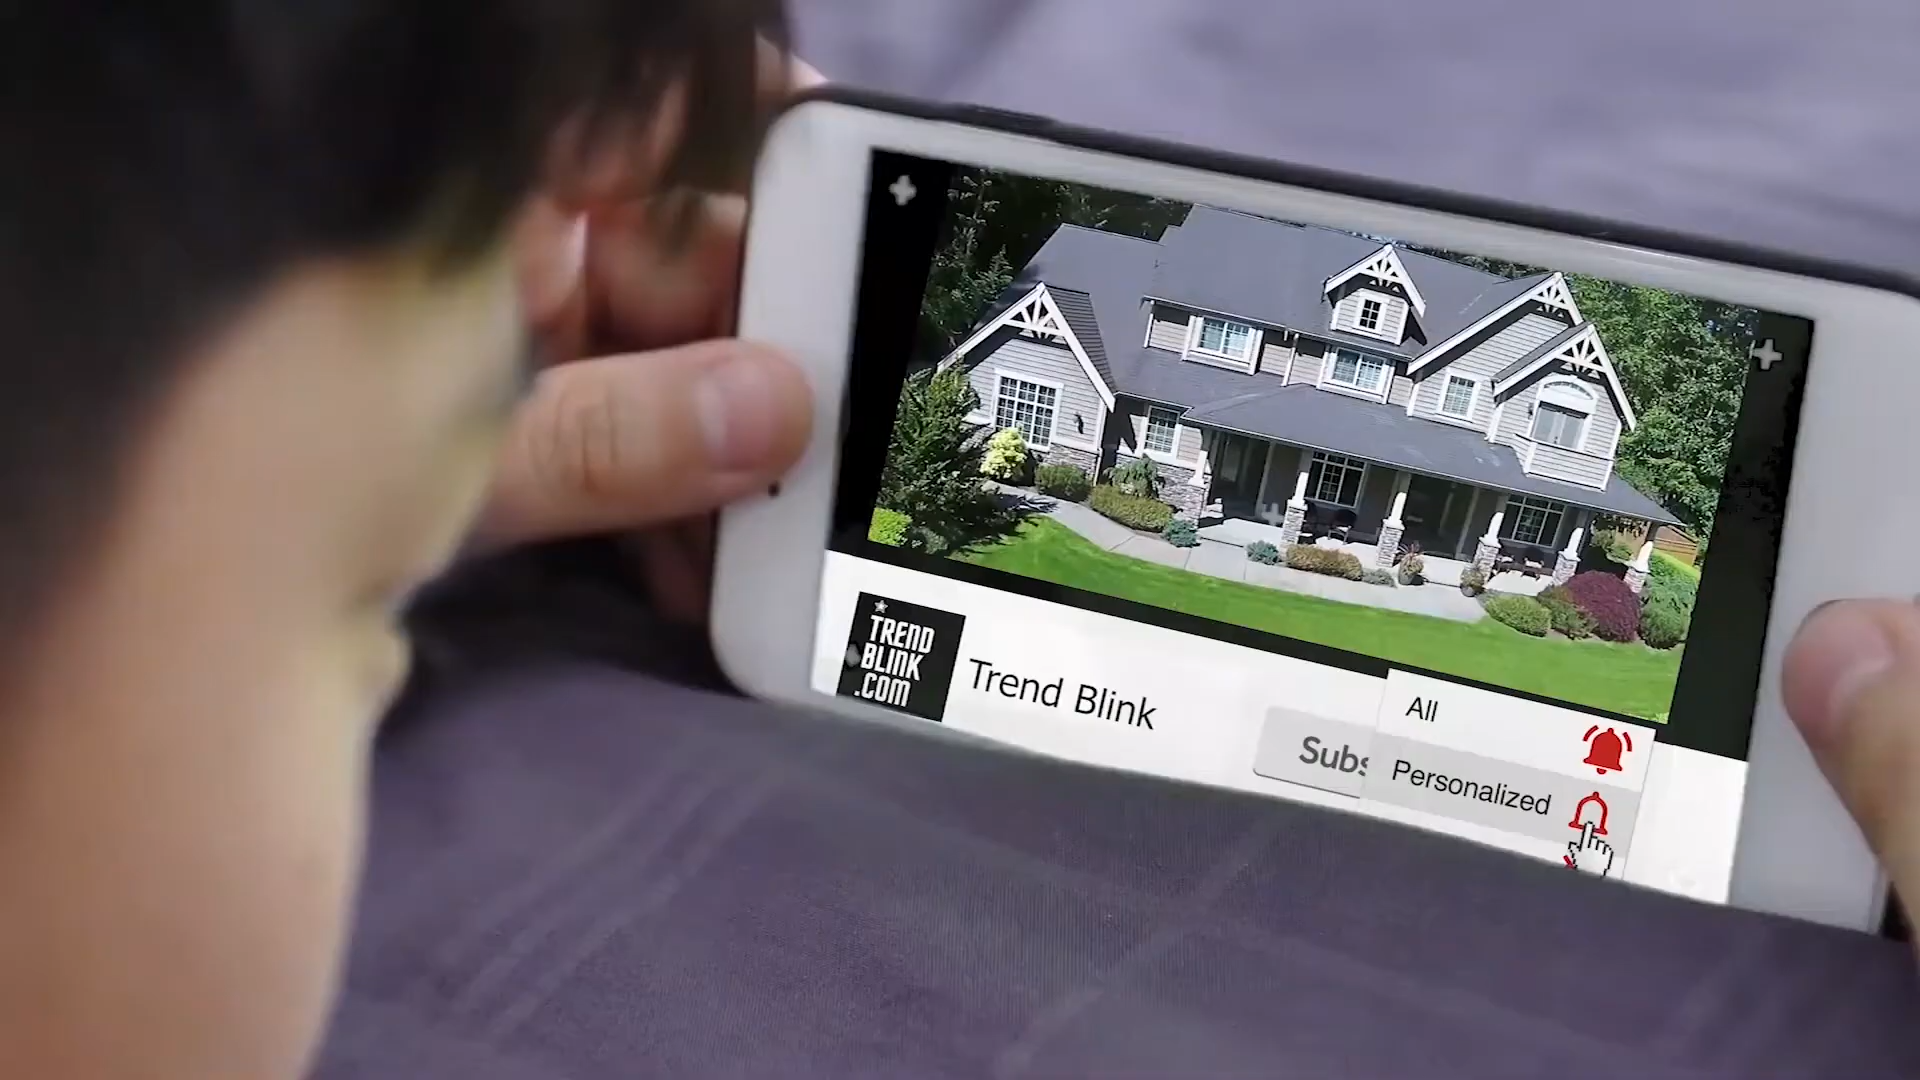 TREND
BLINK
.COM
Trend Blink
Subs
All
Personalized